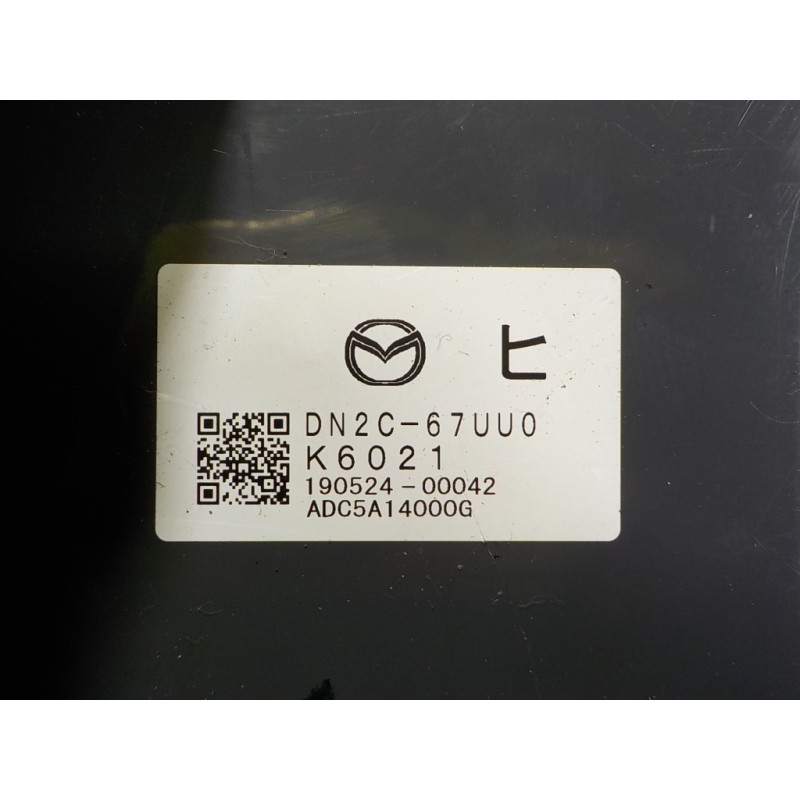 ヒ
DN2C-67UU0
K6021
190524-00042
ADC5A14000G